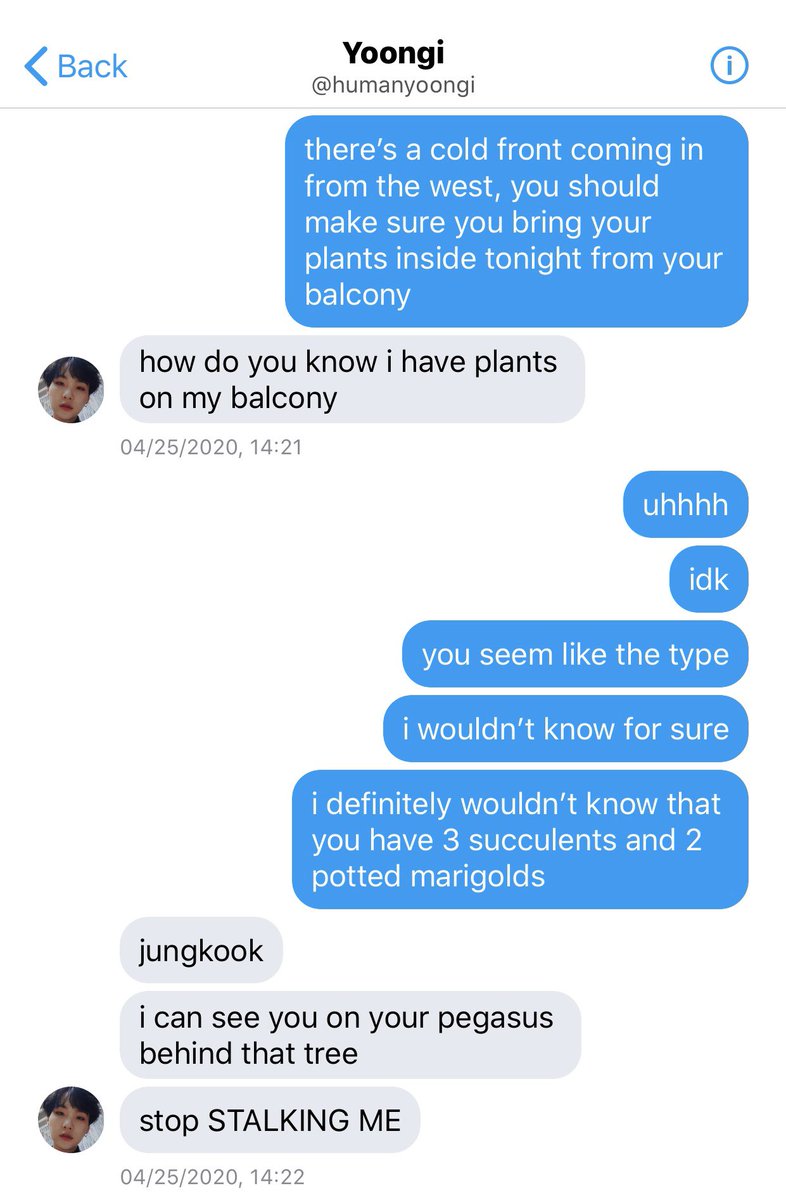 Back
Yoongi
@humanyoongi
there’s a cold front coming in
from the west, you should
make sure you bring your
plants inside tonight from your
balcony
how do you know i have plants
on my balcony
04/25/2020, 14:21
uhhhh
idk
you seem like the type
i wouldn’t know for sure
i definitely wouldn’t know that
you have 3 succulents and 2
potted marigolds
jungkook
i can see you on your pegasus
behind that tree
stop STALKING ME
04/25/2020, 14:22